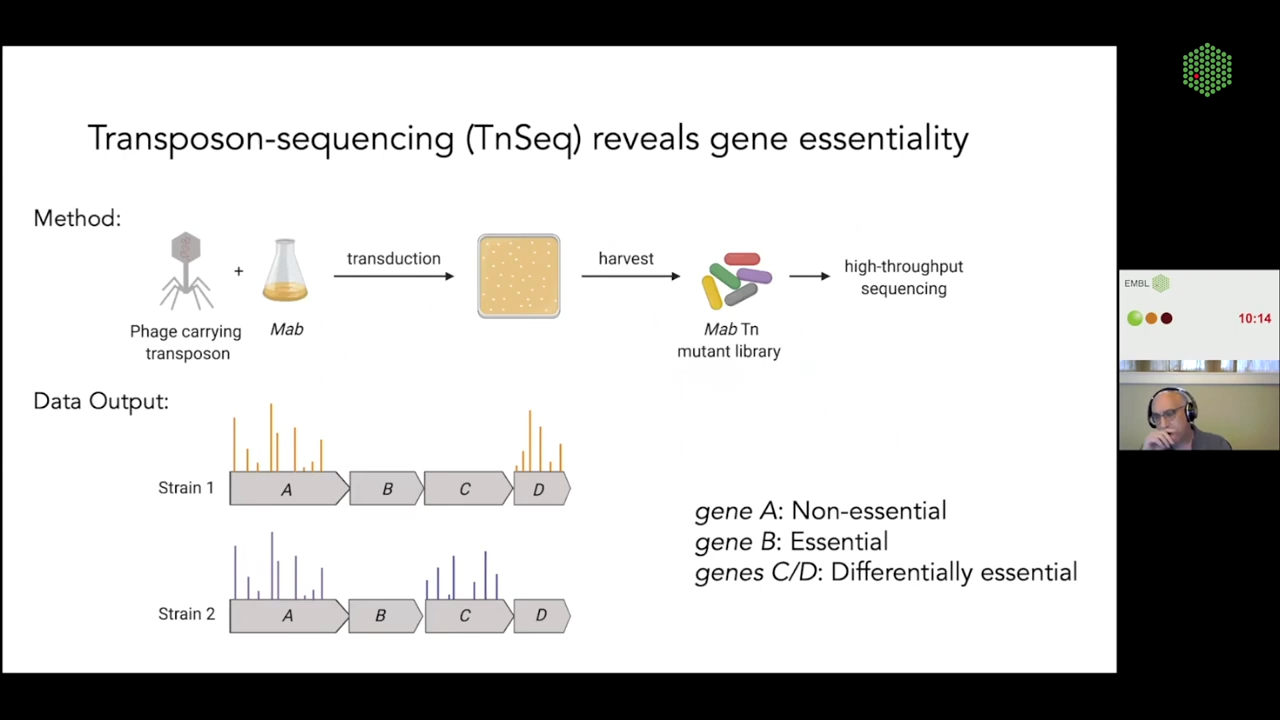 Transposon-sequencing (TnSeq) reveals gene essentiality
Method:
+
transduction
harvest
high-throughput
sequencing
Phage carrying
transposon
Mab
Mab Tn
mutant library
Data Output:
Strain 1
A
B
C
D
Strain 2
A
B
C
D
gene A: Non-essential
gene B: Essential
genes C/D: Differentially essential
EMBL
10:14